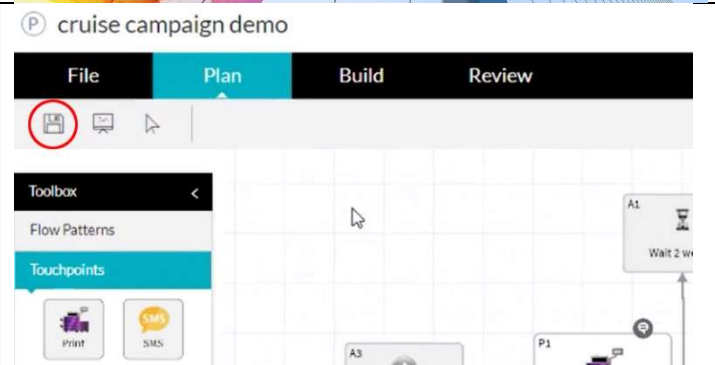 P cruise campaign demo
File Plan Build Review
Toolbox <
Flow Patterns
Touchpoints
Print SMS SMS
A1
Wait 2 we
A3
P1